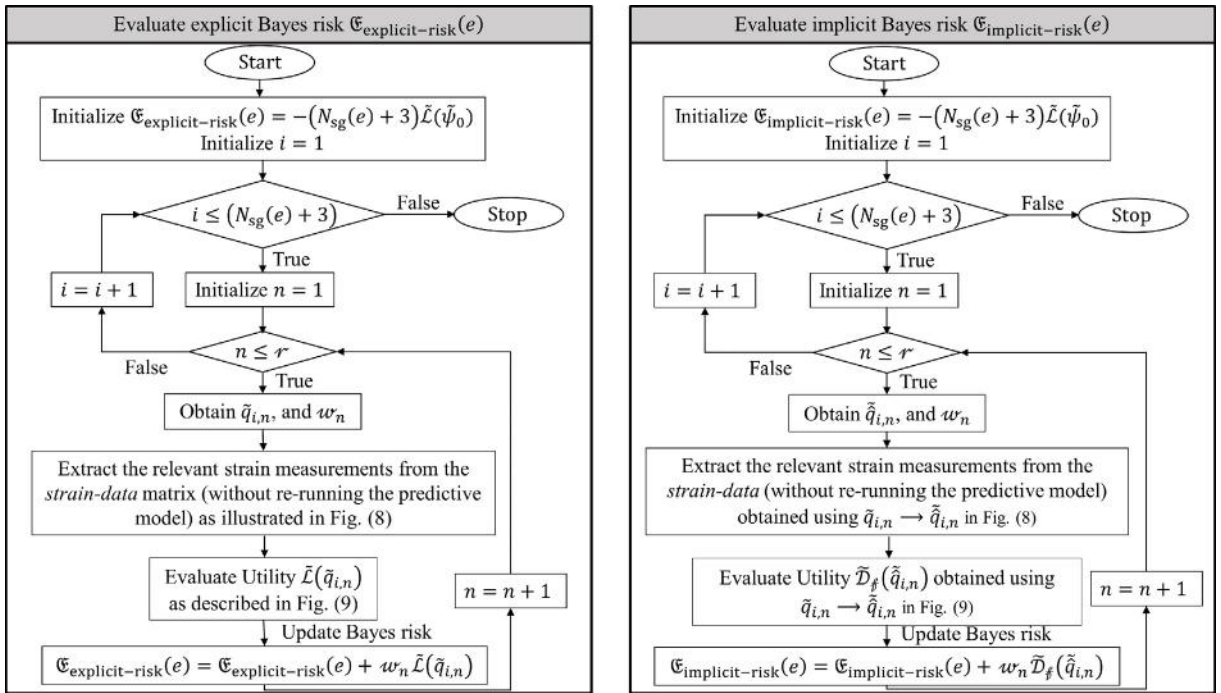 Evaluate explicit Bayes risk 𝔈explicit−risk(e)
Start
Initialize 𝔈explicit−risk(e) = −(Nsg(e) + 3)ℒ̃(ψ̃0)
Initialize i = 1
i ≤ (Nsg(e) + 3)
False
Stop
True
i = i + 1
Initialize n = 1
n ≤ 𝓇
False
True
Obtain q̃i,n, and 𝓌n
Extract the relevant strain measurements from the
strain-data matrix (without re-running the predictive
model) as illustrated in Fig. (8)
Evaluate Utility ℒ̃(q̃i,n)
as described in Fig. (9)
n = n + 1
Update Bayes risk
𝔈explicit−risk(e) = 𝔈explicit−risk(e) + 𝓌n ℒ̃(q̃i,n)
Evaluate implicit Bayes risk 𝔈implicit−risk(e)
Start
Initialize 𝔈implicit−risk(e) = −(Nsg(e) + 3)ℒ̃(ψ̃0)
Initialize i = 1
i ≤ (Nsg(e) + 3)
False
Stop
True
i = i + 1
Initialize n = 1
n ≤ 𝓇
False
True
Obtain q̂̃i,n, and 𝓌n
Extract the relevant strain measurements from the
strain-data (without re-running the predictive model)
obtained using q̃i,n ⟶ q̂̃i,n in Fig. (8)
Evaluate Utility 𝒟̃𝒻(q̂̃i,n) obtained using
q̃i,n ⟶ q̂̃i,n in Fig. (9)
n = n + 1
Update Bayes risk
𝔈implicit−risk(e) = 𝔈implicit−risk(e) + 𝓌n 𝒟̃𝒻(q̂̃i,n)